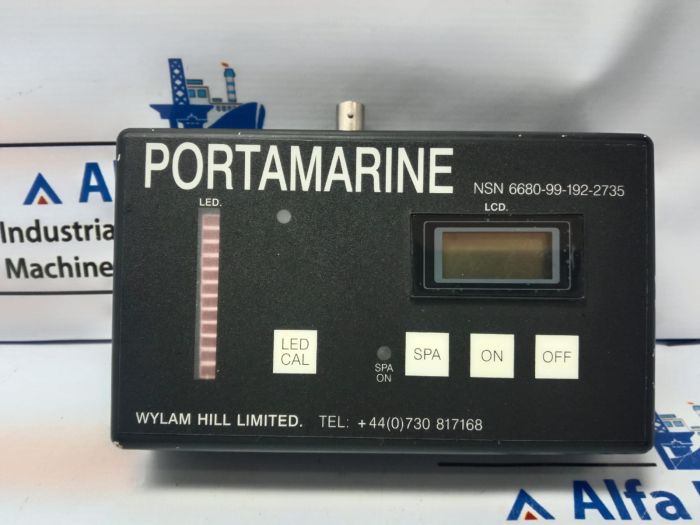 PORTAMARINE
NSN 6680-99-192-2735
LED.
LCD.
LED
CAL
SPA
ON
SPA
ON
OFF
WYLAM HILL LIMITED. TEL: +44(0)730 817168
A
Industria
Machine
Alfa